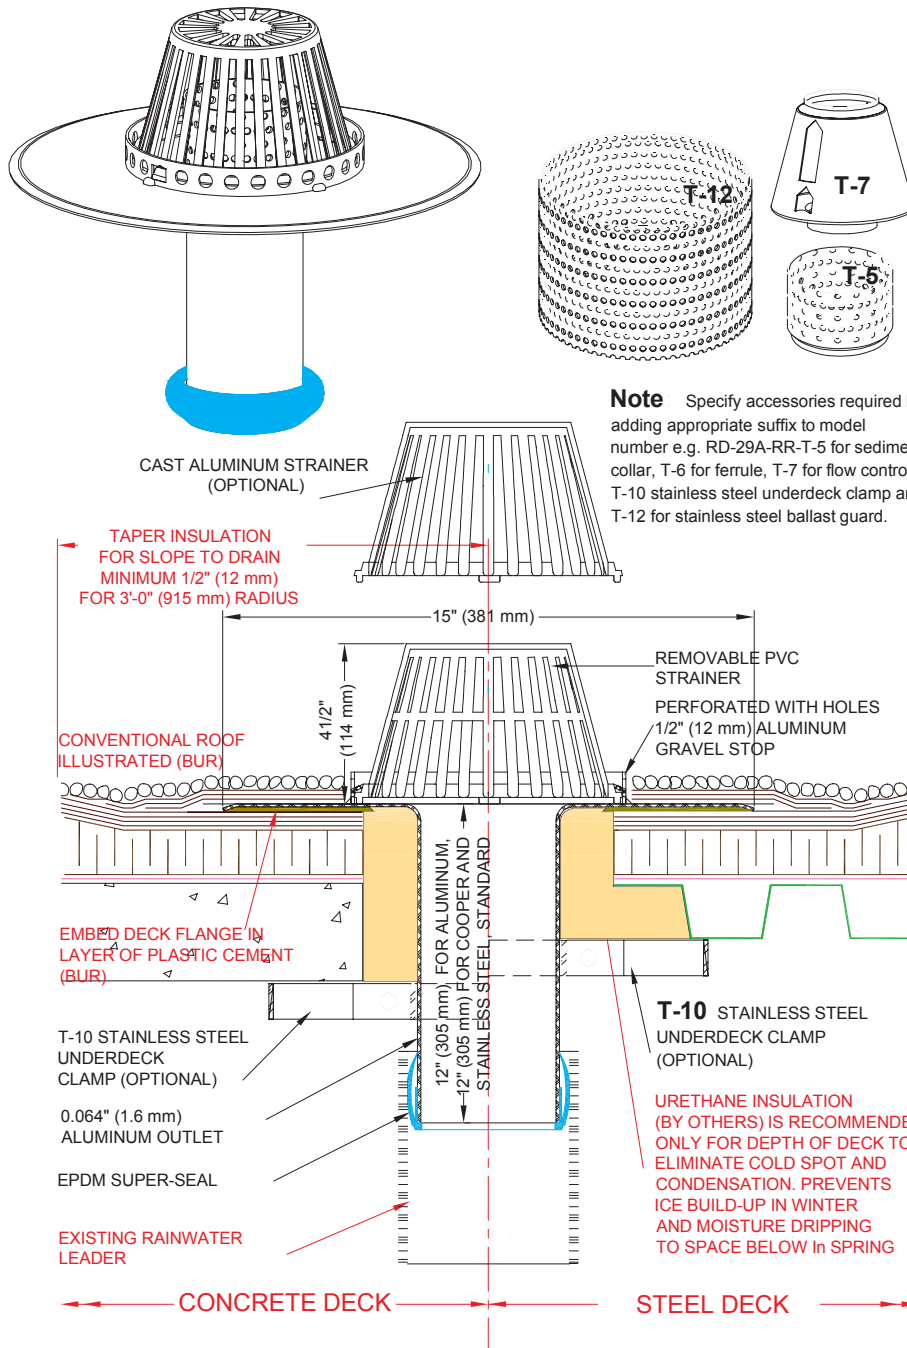 T-12
T-7
T-5
Note Specify accessories required
adding appropriate suffix to model
number e.g. RD-29A-RR-T-5 for sedime
collar, T-6 for ferrule, T-7 for flow contro
T-10 stainless steel underdeck clamp a
T-12 for stainless steel ballast guard.
CAST ALUMINUM STRAINER
(OPTIONAL)
TAPER INSULATION
FOR SLOPE TO DRAIN
MINIMUM 1/2" (12 mm)
FOR 3'-0" (915 mm) RADIUS
15" (381 mm)
41/2"
(114 mm)
REMOVABLE PVC
STRAINER
PERFORATED WITH HOLES
1/2" (12 mm) ALUMINUM
GRAVEL STOP
CONVENTIONAL ROOF
ILLUSTRATED (BUR)
EMBED DECK FLANGE IN
LAYER OF PLASTIC CEMENT
(BUR)
12" (305 mm) FOR ALUMINUM,
12" (305 mm FOR COOPER AND
STAINLESS STEEL, STANDARD
T-10 STAINLESS STEEL
UNDERDECK
CLAMP (OPTIONAL)
T-10 STAINLESS STEEL
UNDERDECK CLAMP
(OPTIONAL)
0.064" (1.6 mm)
ALUMINUM OUTLET
EPDM SUPER-SEAL
EXISTING RAINWATER
LEADER
URETHANE INSULATION
(BY OTHERS) IS RECOMMENDE
ONLY FOR DEPTH OF DECK TO
ELIMINATE COLD SPOT AND
CONDENSATION. PREVENTS
ICE BUILD-UP IN WINTER
AND MOISTURE DRIPPING
TO SPACE BELOW In SPRING
CONCRETE DECK
STEEL DECK